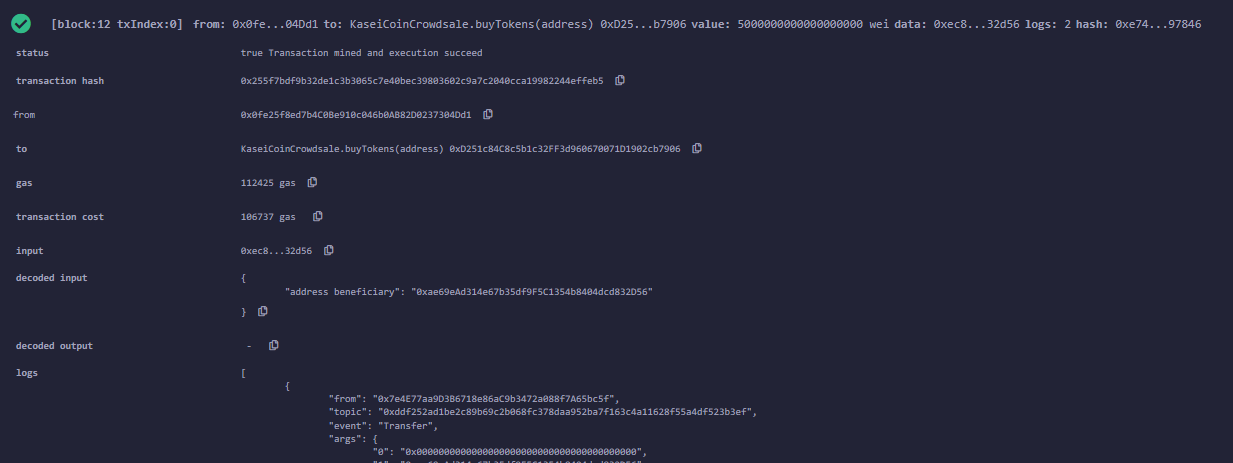 [block:12 txIndex:0] from: 0x0fe...04Dd1 to: KaseiCoinCrowdsale.buyTokens(address) 0xD25...b7906 value: 5000000000000000000 wei data: 0xec8...32d56 logs: 2 hash: 0xe74...97846
status true Transaction mined and execution succeed
transaction hash 0x255f7bdf9b32de1c3b3065c7e40bec39803602c9a7c2040cca19982244effeb5
from 0x0fe25f8ed7b4C0Be910c046b0AB82D0237304Dd1
to KaseiCoinCrowdsale.buyTokens(address) 0xD251c84C8c5b1c32FF3d960670071D1902cb7906
gas 112425 gas
transaction cost 106737 gas
input 0xec8...32d56
decoded input {
"address beneficiary": "0xae69eAd314e67b35df9F5C1354b8404dcd832D56"
}
decoded output -
logs [
{
"from": "0x7e4E77aa9D3B6718e86aC9b3472a088f7A65bc5f",
"topic": "0xddf252ad1be2c89b69c2b068fc378daa952ba7f163c4a11628f55a4df523b3ef",
"event": "Transfer",
"args": {
"0": "0x0000000000000000000000000000000000000000",